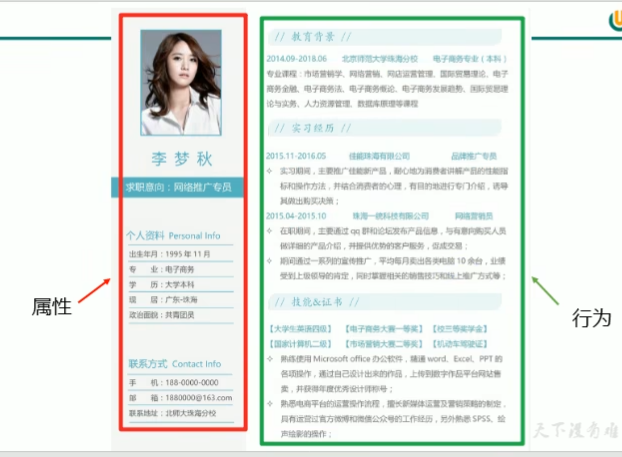 李梦秋
求职意向：网络推广专员
个人资料 Personal Info
出生年月：1995 年 11 月
专 业：电子商务
学 历：大学本科
现 居：广东-珠海
政治面貌：共青团员
联系方式 Contact Info
手 机：188-0000-0000
邮 箱：1880000@163.com
联系地址：北师大珠海分校
属性
// 教育背景 //
2014.09-2018.06 北京师范大学珠海分校 电子商务专业（本科）
专业课程：市场营销学、网络营销、网店运营管理、国际贸易理论、电子
商务金融、电子商务法、电子商务概论、电子商务发展趋势、国际贸易理
论与实务、人力资源管理、数据库原理等课程
// 实习经历 //
2015.11-2016.05 佳能珠海有限公司 品牌推广专员
实习期间，主要推广佳能新产品，耐心地为消费者讲解产品的性能指
标和操作方法，并结合消费者的心理，有目的地进行专门介绍，诱导
其做出购买决策；
2015.04-2015.10 珠海一统科技有限公司 网络营销员
在职期间，主要通过 qq 群和论坛发布产品信息，与有意向购买人员
做详细的产品介绍，并提供优势的客户服务，促成交易；
期间通过一系列的宣传推广，平均每月卖出各类电脑 10 余台，业绩
受到上级领导的肯定，同时掌握相关的销售技巧和线上推广方式等；
// 技能&证书 //
【大学生英语四级】 【电子商务大赛一等奖】 【校三等奖学金】
【国家计算机二级】 【市场营销大赛二等奖】 【机动车驾驶证】
熟练使用 Microsoft office 办公软件，精通 word、Excel、PPT 的
各项操作，通过自己设计出来的作品，上传到数字作品平台网站售
卖，并获得年度优秀设计师称号；
熟悉电商平台的运营操作流程，擅长新媒体运营及营销策略的制定，
具有运营过官方微博和微信公众号的工作经历，另外熟悉 SPSS、绘
声绘影的操作；
行为
天下没有难